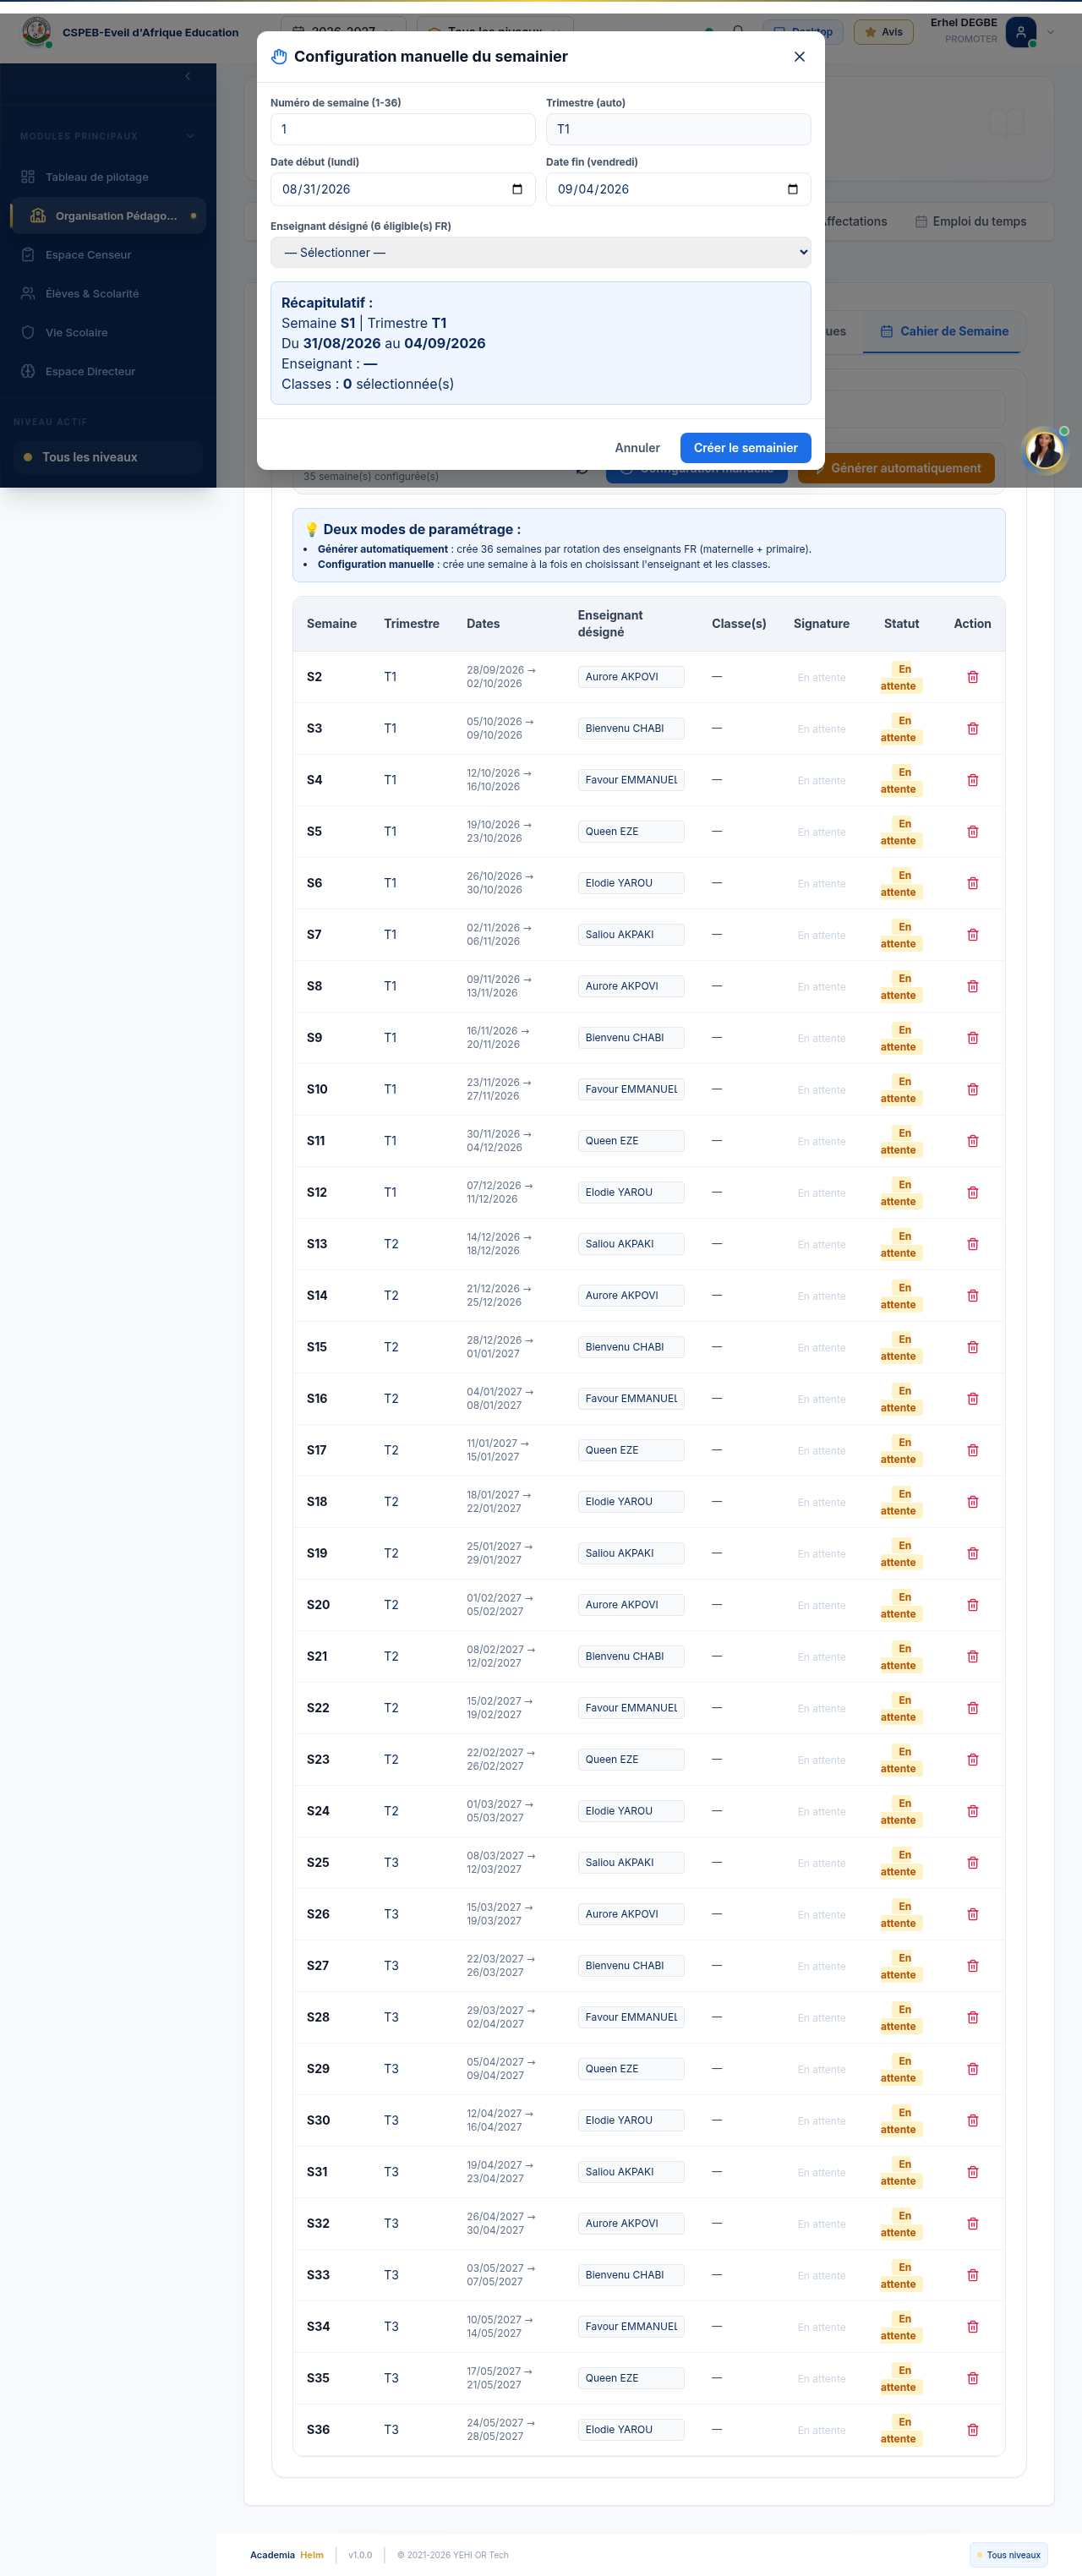 CSPEB-Eveil d'Afrique Education
2026-2027
Tous les niveaux
Desktop
Avis
Erhel DEGBE
PROMOTER
MODULES PRINCIPAUX
Tableau de pilotage
Organisation Pédago...
Espace Censeur
Élèves & Scolarité
Vie Scolaire
Espace Directeur
NIVEAU ACTIF
Tous les niveaux
Configuration manuelle du semainier
Numéro de semaine (1-36)
Trimestre (auto)
1
T1
Date début (lundi)
Date fin (vendredi)
08/31/2026
09/04/2026
Enseignant désigné (6 éligible(s) FR)
— Sélectionner —
Récapitulatif :
Semaine S1 | Trimestre T1
Du 31/08/2026 au 04/09/2026
Enseignant : —
Classes : 0 sélectionnée(s)
Annuler
Créer le semainier
Affectations
Emploi du temps
Cahier de Semaine
35 semaine(s) configurée(s)
Configuration manuelle
Générer automatiquement
💡 Deux modes de paramétrage :
• Générer automatiquement : crée 36 semaines par rotation des enseignants FR (maternelle + primaire).
• Configuration manuelle : crée une semaine à la fois en choisissant l'enseignant et les classes.
Semaine Trimestre Dates Enseignant désigné Classe(s) Signature Statut Action
S2 T1 28/09/2026 → 02/10/2026 Aurore AKPOVI — En attente En attente
S3 T1 05/10/2026 → 09/10/2026 Bienvenu CHABI — En attente En attente
S4 T1 12/10/2026 → 16/10/2026 Favour EMMANUEL — En attente En attente
S5 T1 19/10/2026 → 23/10/2026 Queen EZE — En attente En attente
S6 T1 26/10/2026 → 30/10/2026 Elodie YAROU — En attente En attente
S7 T1 02/11/2026 → 06/11/2026 Saliou AKPAKI — En attente En attente
S8 T1 09/11/2026 → 13/11/2026 Aurore AKPOVI — En attente En attente
S9 T1 16/11/2026 → 20/11/2026 Bienvenu CHABI — En attente En attente
S10 T1 23/11/2026 → 27/11/2026 Favour EMMANUEL — En attente En attente
S11 T1 30/11/2026 → 04/12/2026 Queen EZE — En attente En attente
S12 T1 07/12/2026 → 11/12/2026 Elodie YAROU — En attente En attente
S13 T2 14/12/2026 → 18/12/2026 Saliou AKPAKI — En attente En attente
S14 T2 21/12/2026 → 25/12/2026 Aurore AKPOVI — En attente En attente
S15 T2 28/12/2026 → 01/01/2027 Bienvenu CHABI — En attente En attente
S16 T2 04/01/2027 → 08/01/2027 Favour EMMANUEL — En attente En attente
S17 T2 11/01/2027 → 15/01/2027 Queen EZE — En attente En attente
S18 T2 18/01/2027 → 22/01/2027 Elodie YAROU — En attente En attente
S19 T2 25/01/2027 → 29/01/2027 Saliou AKPAKI — En attente En attente
S20 T2 01/02/2027 → 05/02/2027 Aurore AKPOVI — En attente En attente
S21 T2 08/02/2027 → 12/02/2027 Bienvenu CHABI — En attente En attente
S22 T2 15/02/2027 → 19/02/2027 Favour EMMANUEL — En attente En attente
S23 T2 22/02/2027 → 26/02/2027 Queen EZE — En attente En attente
S24 T2 01/03/2027 → 05/03/2027 Elodie YAROU — En attente En attente
S25 T3 08/03/2027 → 12/03/2027 Saliou AKPAKI — En attente En attente
S26 T3 15/03/2027 → 19/03/2027 Aurore AKPOVI — En attente En attente
S27 T3 22/03/2027 → 26/03/2027 Bienvenu CHABI — En attente En attente
S28 T3 29/03/2027 → 02/04/2027 Favour EMMANUEL — En attente En attente
S29 T3 05/04/2027 → 09/04/2027 Queen EZE — En attente En attente
S30 T3 12/04/2027 → 16/04/2027 Elodie YAROU — En attente En attente
S31 T3 19/04/2027 → 23/04/2027 Saliou AKPAKI — En attente En attente
S32 T3 26/04/2027 → 30/04/2027 Aurore AKPOVI — En attente En attente
S33 T3 03/05/2027 → 07/05/2027 Bienvenu CHABI — En attente En attente
S34 T3 10/05/2027 → 14/05/2027 Favour EMMANUEL — En attente En attente
S35 T3 17/05/2027 → 21/05/2027 Queen EZE — En attente En attente
S36 T3 24/05/2027 → 28/05/2027 Elodie YAROU — En attente En attente
Academia Helm | v1.0.0 | © 2021-2026 YEHI OR Tech
Tous niveaux